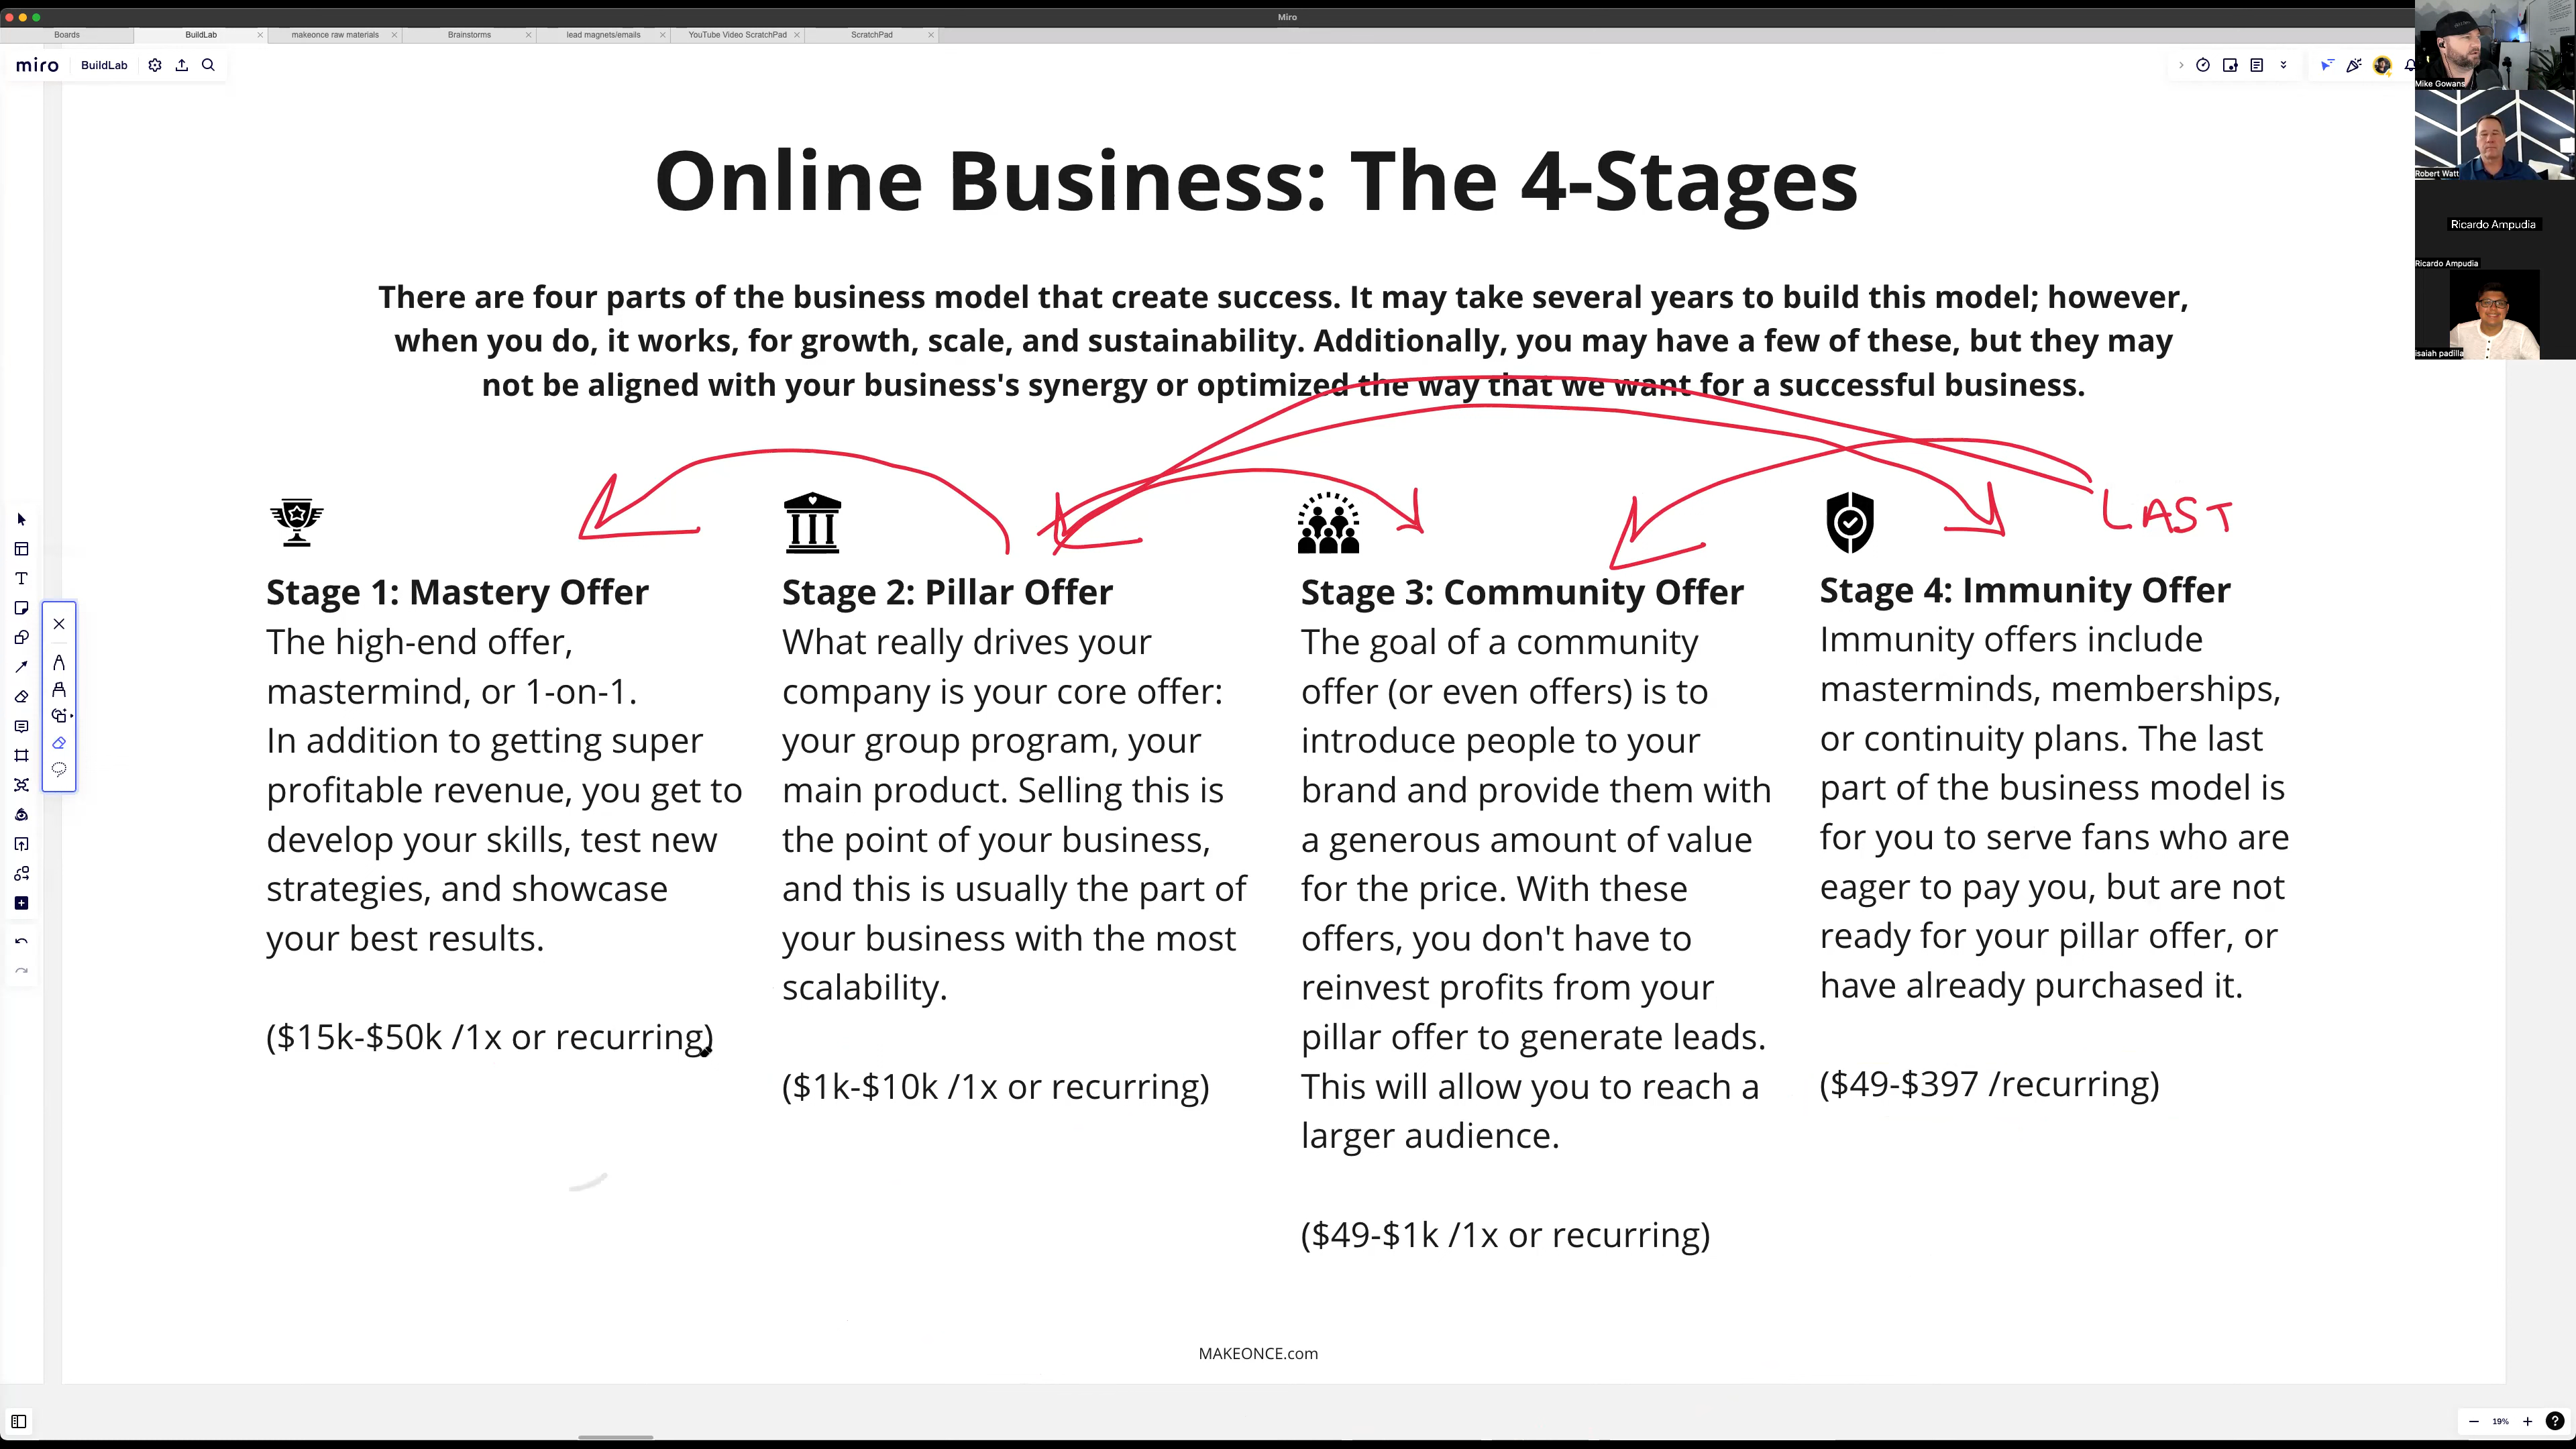 Miro
Boards
BuildLab
makeonce raw materials
Brainstorms
lead magnets/emails
YouTube Video ScratchPad
ScratchPad
miro
BuildLab
Mike Gowans
Robert Watt
Ricardo Ampudia
Ricardo Ampudia
isaiah padilla
Online Business: The 4-Stages
There are four parts of the business model that create success. It may take several years to build this model; however,
when you do, it works, for growth, scale, and sustainability. Additionally, you may have a few of these, but they may
not be aligned with your business's synergy or optimized the way that we want for a successful business.
LAST
Stage 1: Mastery Offer
The high-end offer,
mastermind, or 1-on-1.
In addition to getting super
profitable revenue, you get to
develop your skills, test new
strategies, and showcase
your best results.
($15k-$50k /1x or recurring)
Stage 2: Pillar Offer
What really drives your
company is your core offer:
your group program, your
main product. Selling this is
the point of your business,
and this is usually the part of
your business with the most
scalability.
($1k-$10k /1x or recurring)
Stage 3: Community Offer
The goal of a community
offer (or even offers) is to
introduce people to your
brand and provide them with
a generous amount of value
for the price. With these
offers, you don't have to
reinvest profits from your
pillar offer to generate leads.
This will allow you to reach a
larger audience.
($49-$1k /1x or recurring)
Stage 4: Immunity Offer
Immunity offers include
masterminds, memberships,
or continuity plans. The last
part of the business model is
for you to serve fans who are
eager to pay you, but are not
ready for your pillar offer, or
have already purchased it.
($49-$397 /recurring)
MAKEONCE.com
19%